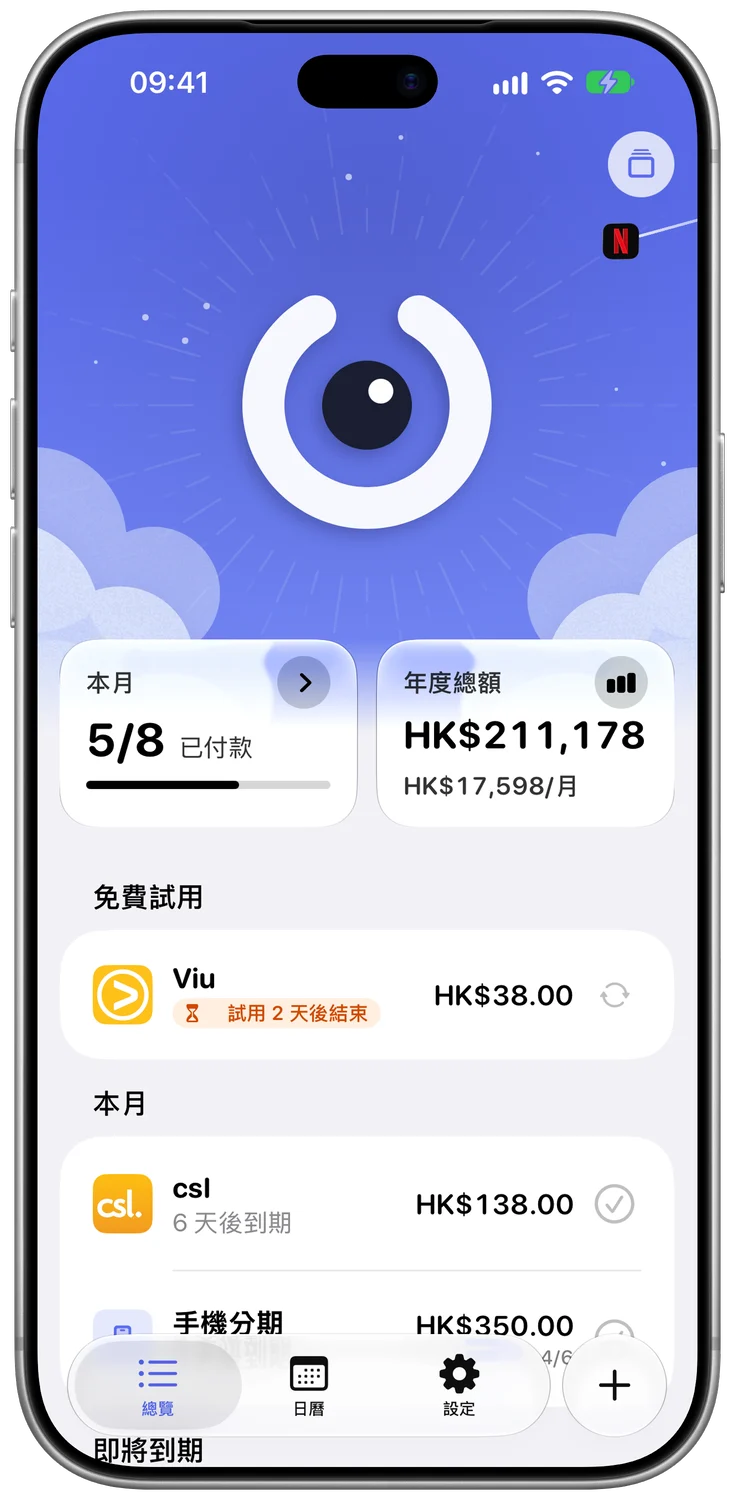 09:41
N
本月
5/8 已付款
年度總額
HK$211,178
HK$17,598/月
免費試用
Viu
HK$38.00
試用 2 天後結束
本月
csl.
csl
HK$138.00
6 天後到期
手機分期
HK$350.00
4/6
總覽
日曆
設定
即將到期